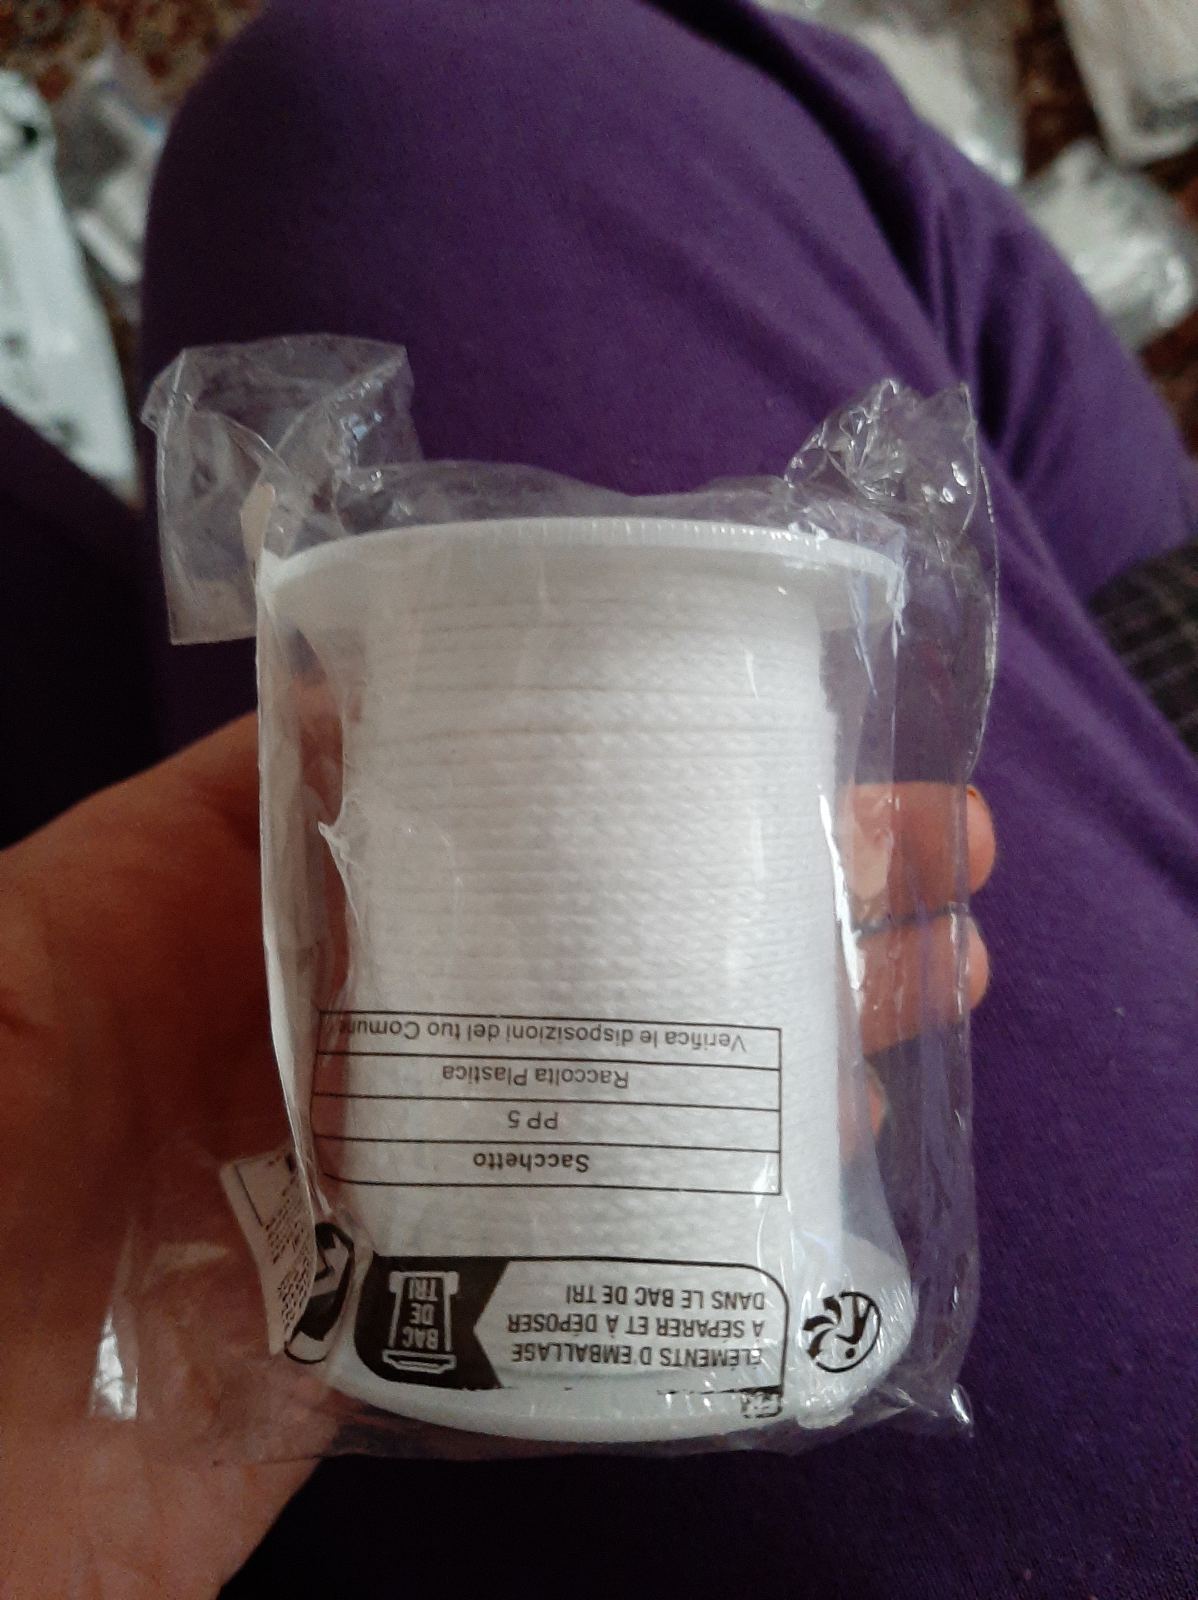 FR
ÉLÉMENTS D'EMBALLAGE
A SÉPARER ET À DÉPOSER
DANS LE BAC DE TRI
BAC
DE
TRI
Sacchetto
PP 5
Raccolta Plastica
Verifica le disposizioni del tuo Comune